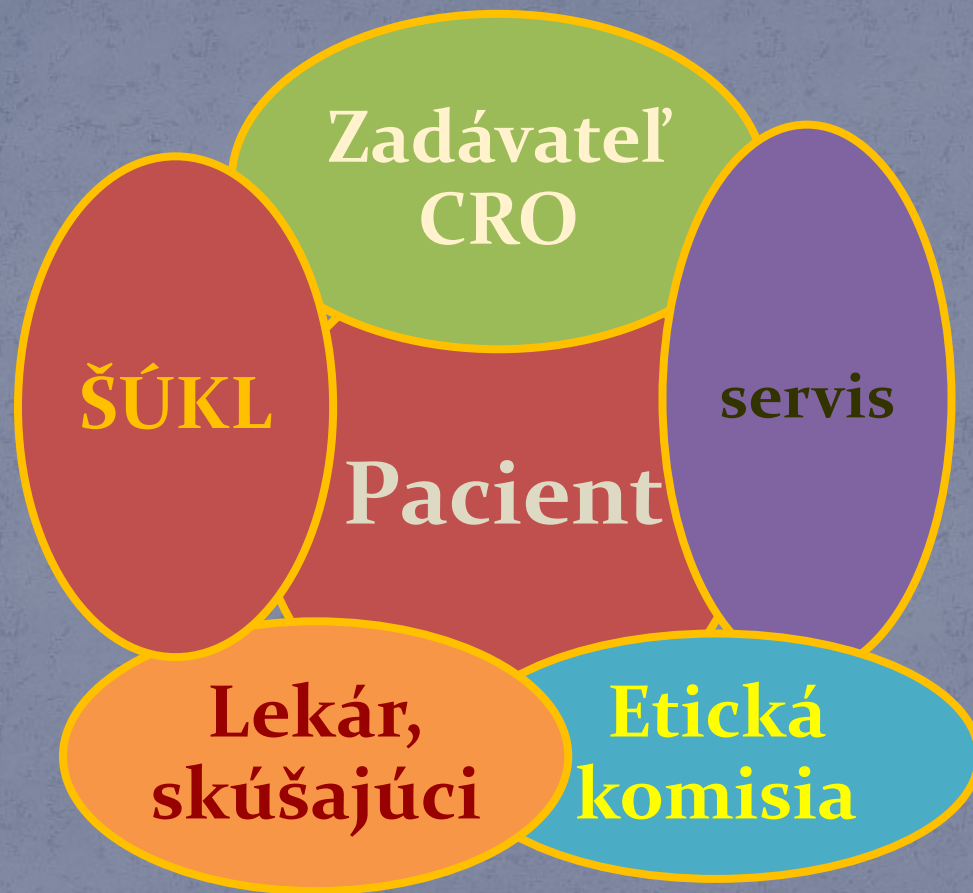 Zadávateľ
CRO
ŠÚKL
servis
Pacient
Lekár,
skúšajúci
Etická
komisia